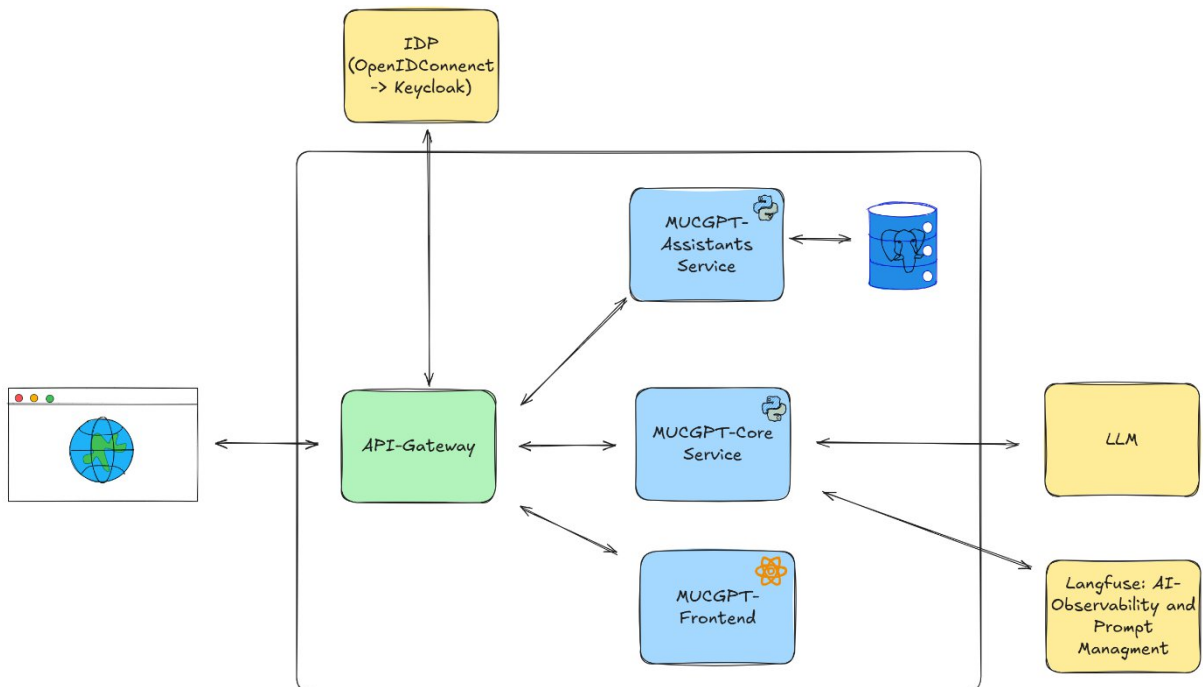 IDP
(OpenIDConnenct
-> Keycloak)
MUCGPT-
Assistants
Service
API-Gateway
MUCGPT-Core
Service
LLM
MUCGPT-
Frontend
Langfuse: AI-
Observability and
Prompt
Managment